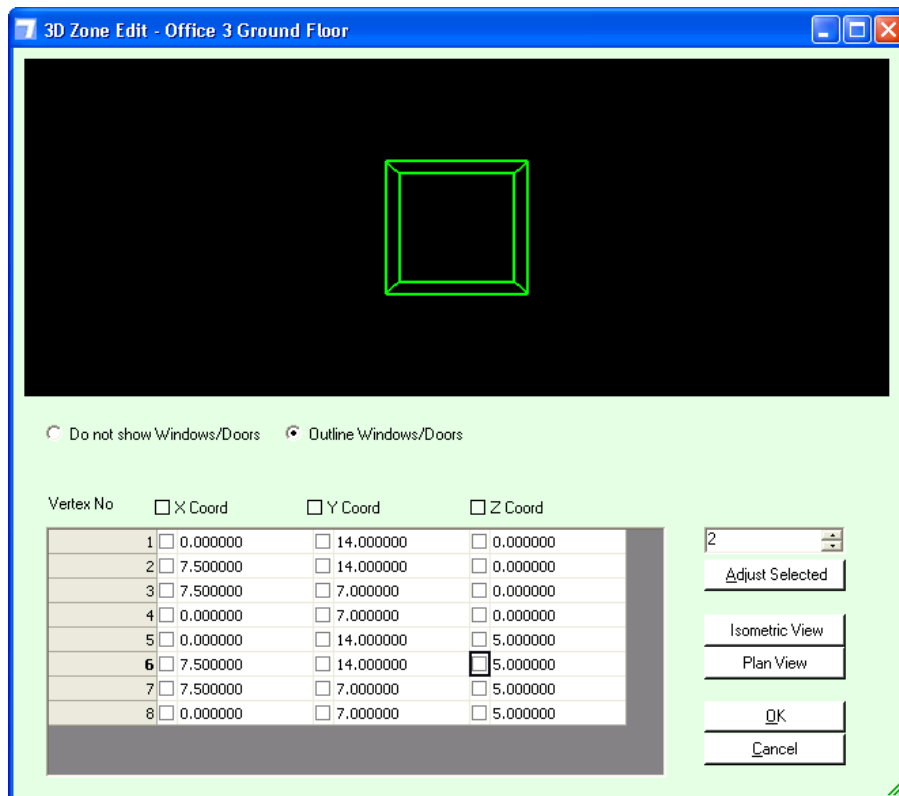 3D Zone Edit - Office 3 Ground Floor
Do not show Windows/Doors Outline Windows/Doors
Vertex No X Coord Y Coord Z Coord
1 0.000000 14.000000 0.000000
2 7.500000 14.000000 0.000000
3 7.500000 7.000000 0.000000
4 0.000000 7.000000 0.000000
5 0.000000 14.000000 5.000000
6 7.500000 14.000000 5.000000
7 7.500000 7.000000 5.000000
8 0.000000 7.000000 5.000000
2
Adjust Selected
Isometric View
Plan View
OK
Cancel